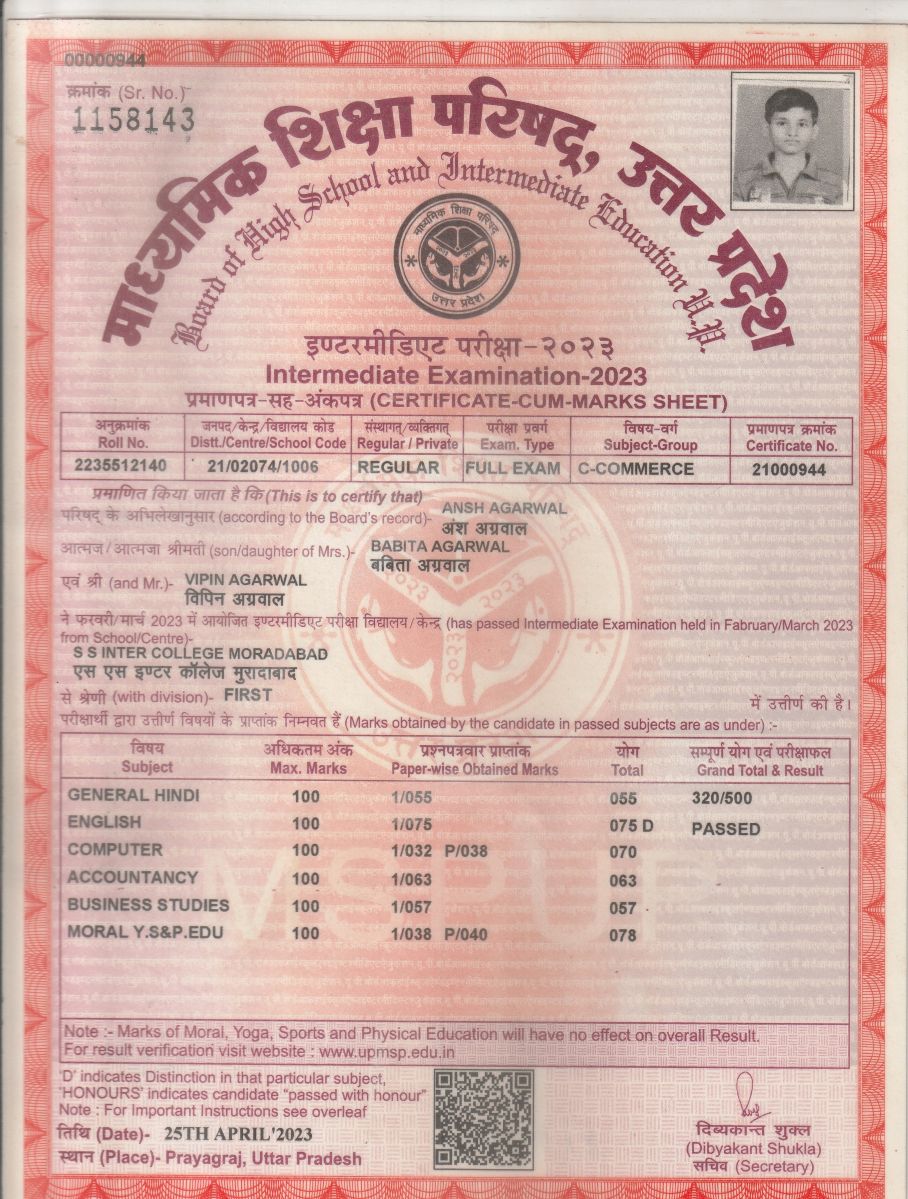 00000944
क्रमांक (Sr. No.)
1158143
माध्यमिक शिक्षा परिषद्, उत्तर प्रदेश
Board of High School and Intermediate Education U.P.
माध्यमिक शिक्षा परिषद्
उत्तर प्रदेश
इण्टरमीडिएट परीक्षा-२०२३
Intermediate Examination-2023
प्रमाणपत्र-सह-अंकपत्र (CERTIFICATE-CUM-MARKS SHEET)
अनुक्रमांक जनपद/केन्द्र/विद्यालय कोड संस्थागत/व्यक्तिगत परीक्षा प्रवर्ग विषय-वर्ग प्रमाणपत्र क्रमांक
Roll No. Distt./Centre/School Code Regular / Private Exam. Type Subject-Group Certificate No.
2235512140 21/02074/1006 REGULAR FULL EXAM C-COMMERCE 21000944
प्रमाणित किया जाता है कि (This is to certify that)
परिषद् के अभिलेखानुसार (according to the Board's record)- ANSH AGARWAL
अंश अग्रवाल
आत्मज/आत्मजा श्रीमती (son/daughter of Mrs.)- BABITA AGARWAL
बबिता अग्रवाल
एवं श्री (and Mr.)- VIPIN AGARWAL
विपिन अग्रवाल
ने फरवरी/मार्च 2023 में आयोजित इण्टरमीडिएट परीक्षा विद्यालय/केन्द्र (has passed Intermediate Examination held in Fabruary/March 2023
from School/Centre)-
S S INTER COLLEGE MORADABAD
एस एस इण्टर कॉलेज मुरादाबाद
से श्रेणी (with division)- FIRST में उत्तीर्ण की है।
परीक्षार्थी द्वारा उत्तीर्ण विषयों के प्राप्तांक निम्नवत हैं (Marks obtained by the candidate in passed subjects are as under) :-
विषय अधिकतम अंक प्रश्नपत्रवार प्राप्तांक योग सम्पूर्ण योग एवं परीक्षाफल
Subject Max. Marks Paper-wise Obtained Marks Total Grand Total & Result
GENERAL HINDI 100 1/055 055 320/500
ENGLISH 100 1/075 075 D PASSED
COMPUTER 100 1/032 P/038 070
ACCOUNTANCY 100 1/063 063
BUSINESS STUDIES 100 1/057 057
MORAL Y.S&P.EDU 100 1/038 P/040 078
Note :- Marks of Moral, Yoga, Sports and Physical Education will have no effect on overall Result.
For result verification visit website : www.upmsp.edu.in
'D' indicates Distinction in that particular subject,
'HONOURS' indicates candidate "passed with honour"
Note : For Important Instructions see overleaf
तिथि (Date)- 25TH APRIL'2023
स्थान (Place)- Prayagraj, Uttar Pradesh
दिब्यकान्त शुक्ल
(Dibyakant Shukla)
सचिव (Secretary)